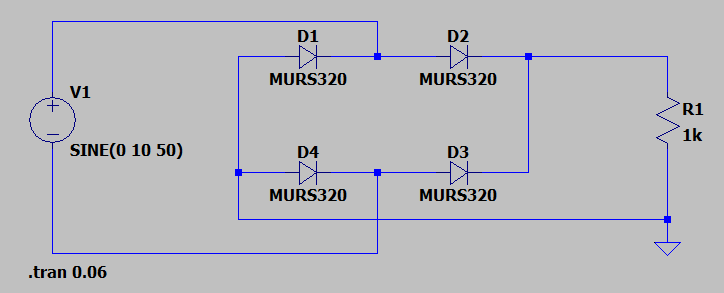 D1
D2
MURS320
MURS320
V1
R1
1k
SINE(0 10 50)
D4
D3
MURS320
MURS320
.tran 0.06